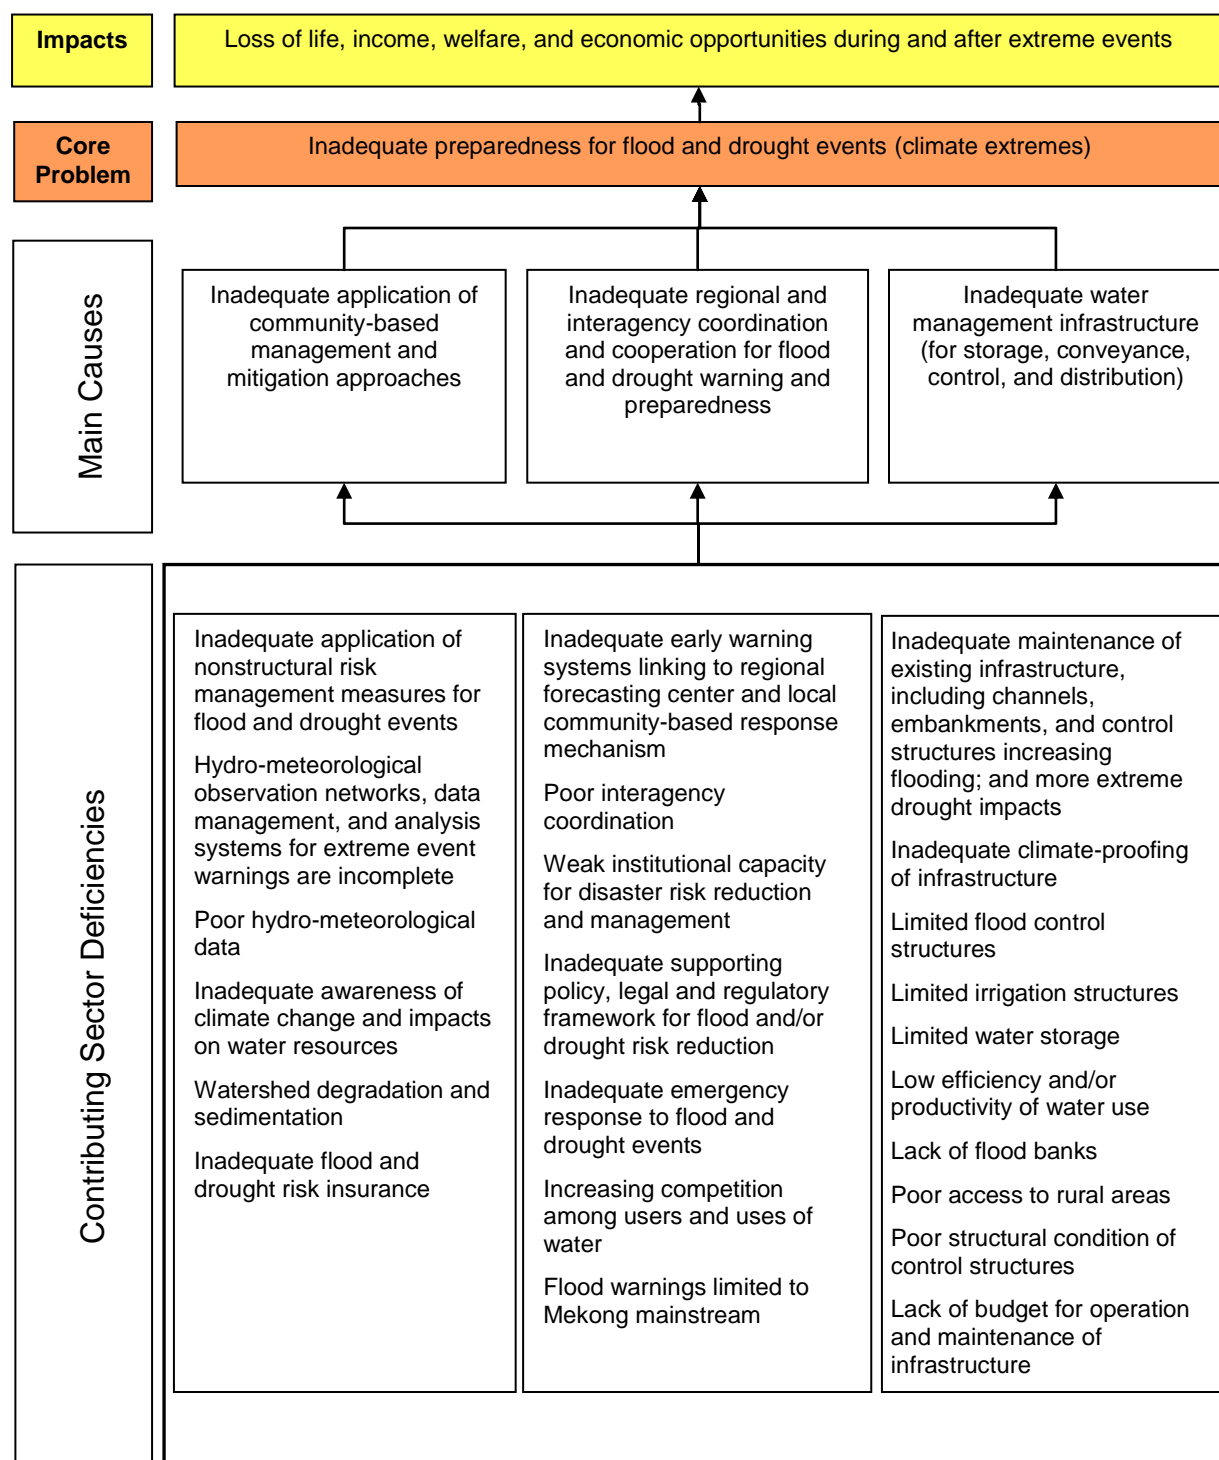 Impacts
Loss of life, income, welfare, and economic opportunities during and after extreme events
Core
Problem
Inadequate preparedness for flood and drought events (climate extremes)
Main Causes
Inadequate application of
community-based
management and
mitigation approaches
Inadequate regional and
interagency coordination
and cooperation for flood
and drought warning and
preparedness
Inadequate water
management infrastructure
(for storage, conveyance,
control, and distribution)
Contributing Sector Deficiencies
Inadequate application of
nonstructural risk
management measures for
flood and drought events
Hydro-meteorological
observation networks, data
management, and analysis
systems for extreme event
warnings are incomplete
Poor hydro-meteorological
data
Inadequate awareness of
climate change and impacts
on water resources
Watershed degradation and
sedimentation
Inadequate flood and
drought risk insurance
Inadequate early warning
systems linking to regional
forecasting center and local
community-based response
mechanism
Poor interagency
coordination
Weak institutional capacity
for disaster risk reduction
and management
Inadequate supporting
policy, legal and regulatory
framework for flood and/or
drought risk reduction
Inadequate emergency
response to flood and
drought events
Increasing competition
among users and uses of
water
Flood warnings limited to
Mekong mainstream
Inadequate maintenance of
existing infrastructure,
including channels,
embankments, and control
structures increasing
flooding; and more extreme
drought impacts
Inadequate climate-proofing
of infrastructure
Limited flood control
structures
Limited irrigation structures
Limited water storage
Low efficiency and/or
productivity of water use
Lack of flood banks
Poor access to rural areas
Poor structural condition of
control structures
Lack of budget for operation
and maintenance of
infrastructure